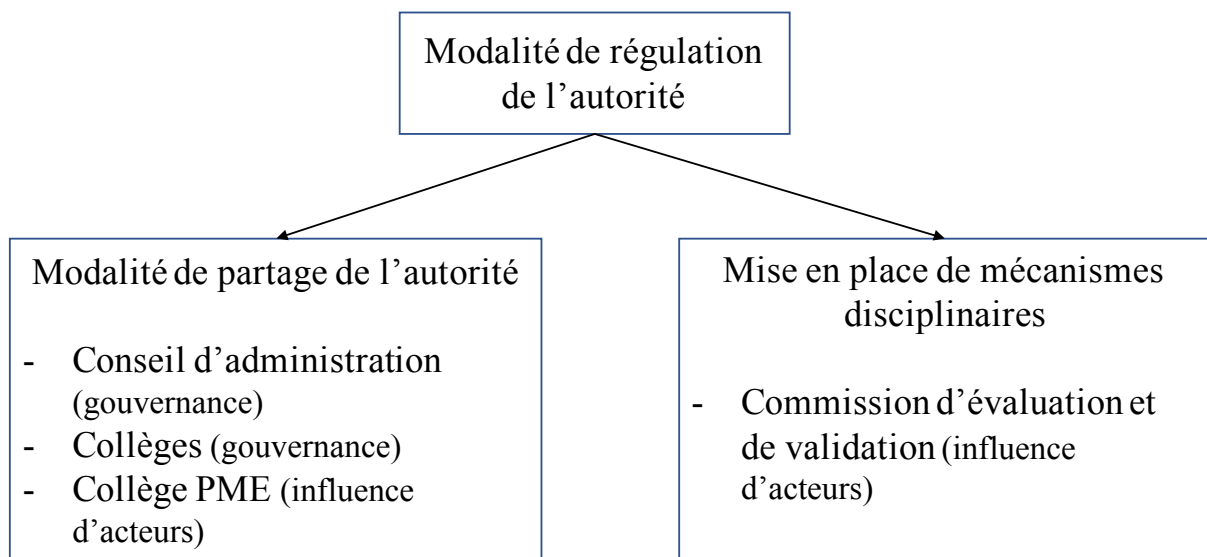 Modalité de régulation
de l’autorité
Modalité de partage de l’autorité
- Conseil d’administration
(gouvernance)
- Collèges (gouvernance)
- Collège PME (influence
d’acteurs)
Mise en place de mécanismes
disciplinaires
- Commission d’évaluation et
de validation (influence
d’acteurs)